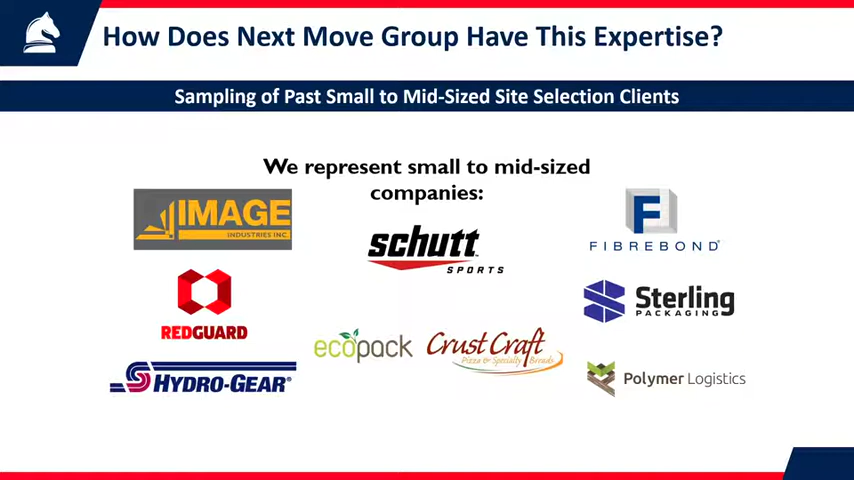 How Does Next Move Group Have This Expertise?
Sampling of Past Small to Mid-Sized Site Selection Clients
We represent small to mid-sized
companies:
IMAGE
INDUSTRIES INC.
schutt
SPORTS
F
FIBREBOND
REDGUARD
Sterling
PACKAGING
ecopack
Crust Craft
Pizza & Specialty Breads
HYDRO-GEAR®
Polymer Logistics